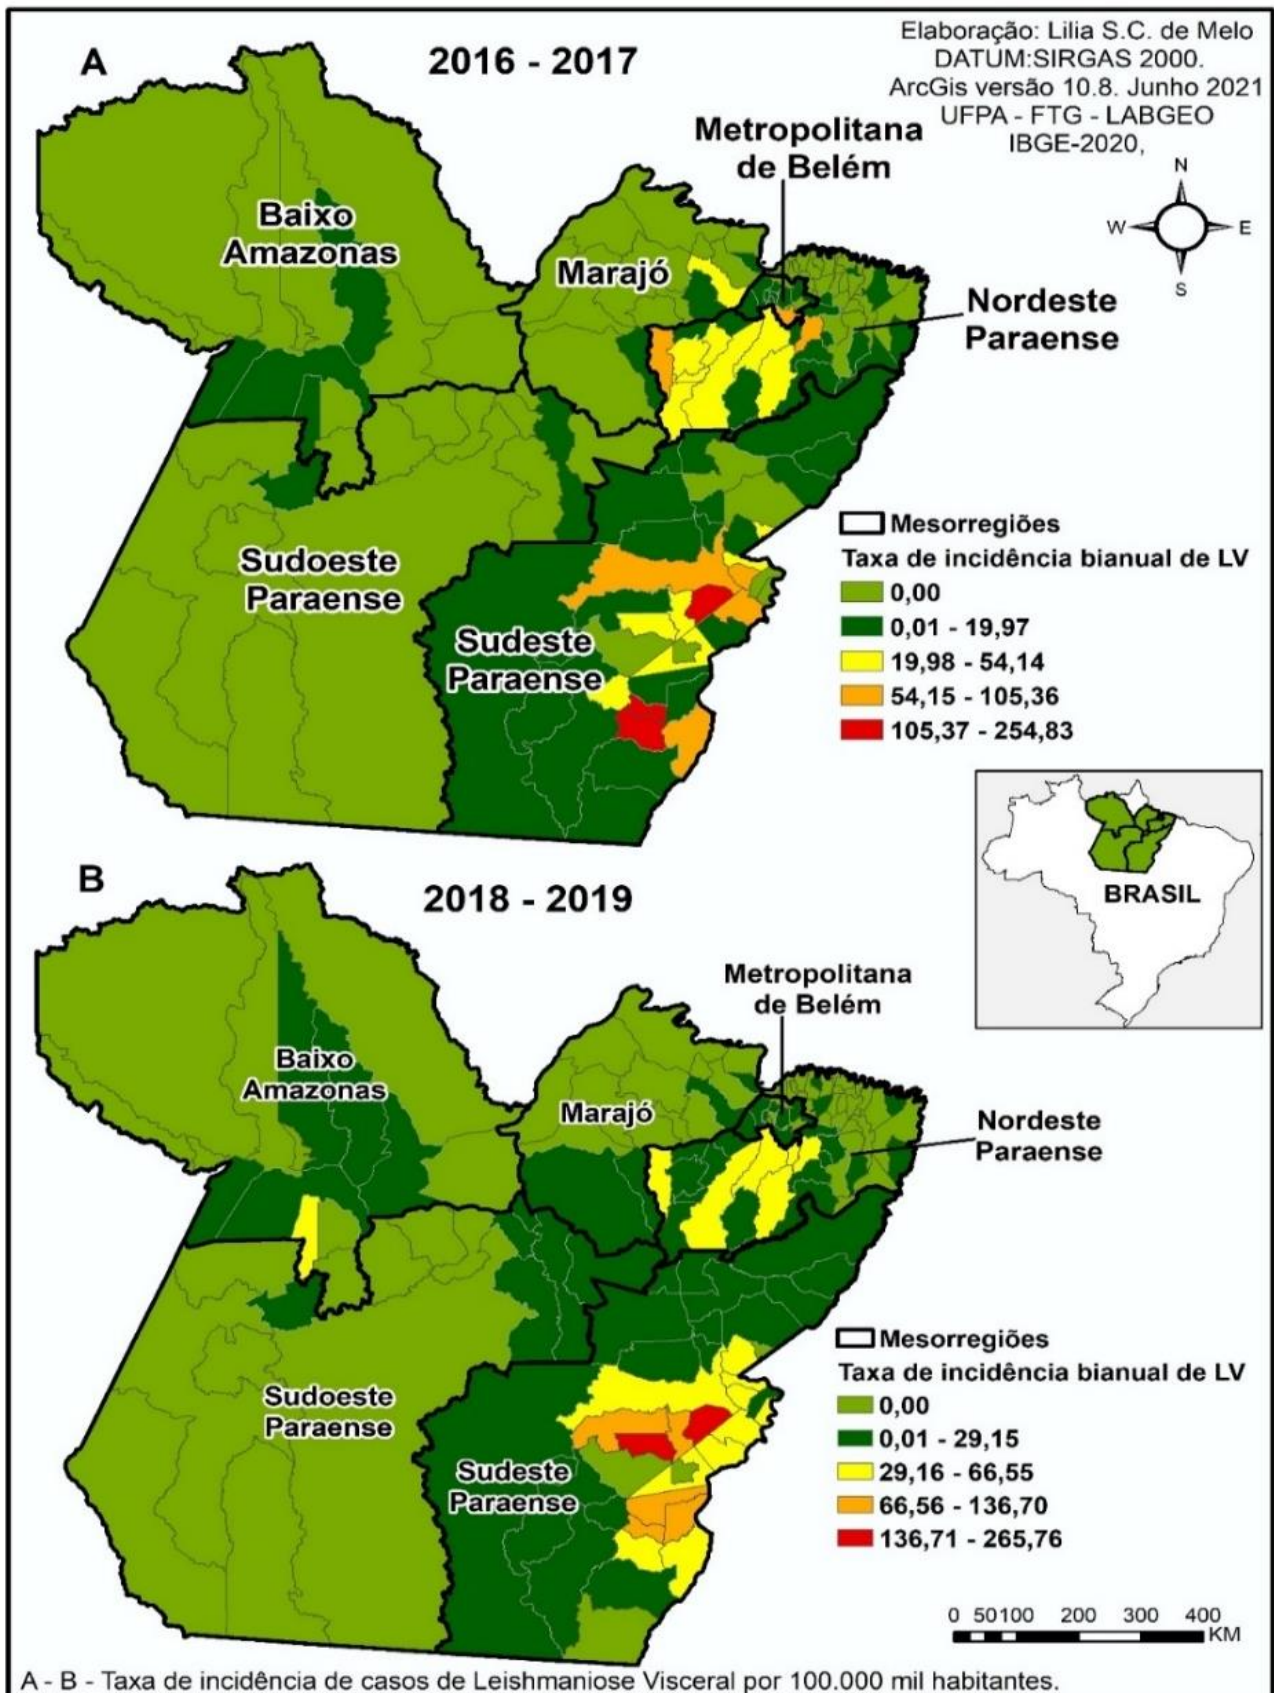 A
2016 - 2017
Elaboração: Lilia S.C. de Melo
DATUM:SIRGAS 2000.
ArcGis versão 10.8. Junho 2021
UFPA - FTG - LABGEO
IBGE-2020,
N
W
E
S
Metropolitana
de Belém
Baixo
Amazonas
Marajó
Nordeste
Paraense
Sudoeste
Paraense
Sudeste
Paraense
Mesorregiões
Taxa de incidência bianual de LV
0,00
0,01 - 19,97
19,98 - 54,14
54,15 - 105,36
105,37 - 254,83
BRASIL
B
2018 - 2019
Metropolitana
de Belém
Baixo
Amazonas
Marajó
Nordeste
Paraense
Sudoeste
Paraense
Sudeste
Paraense
Mesorregiões
Taxa de incidência bianual de LV
0,00
0,01 - 29,15
29,16 - 66,55
66,56 - 136,70
136,71 - 265,76
0 50 100 200 300 400
KM
A - B - Taxa de incidência de casos de Leishmaniose Visceral por 100.000 mil habitantes.